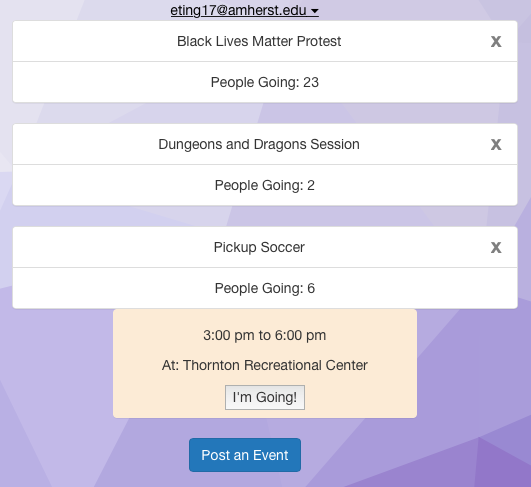 eting17@amherst.edu
Black Lives Matter Protest x
People Going: 23
Dungeons and Dragons Session x
People Going: 2
Pickup Soccer x
People Going: 6
3:00 pm to 6:00 pm
At: Thornton Recreational Center
I'm Going!
Post an Event